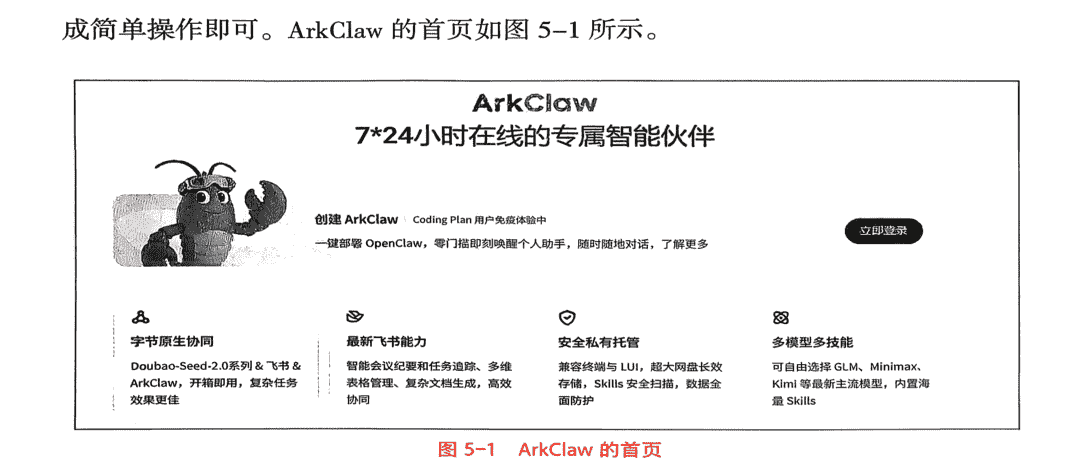 成简单操作即可。ArkClaw 的首页如图 5-1 所示。
ArkClaw
7*24小时在线的专属智能伙伴
创建 ArkClaw Coding Plan 用户免疫体验中
一键部署 OpenClaw，零门描即刻唤醒个人助手，随时随地对话，了解更多
立即登录
字节原生协同
Doubao-Seed-2.0系列 & 飞书 &
ArkClaw，开箱即用，复杂任务
效果更佳
最新飞书能力
智能会议纪要和任务追踪、多维
表格管理、复杂文档生成，高效
协同
安全私有托管
兼容终端与 LUI，超大网盘长效
存储，Skills 安全扫描，数据全
面防护
多模型多技能
可自由选择 GLM、Minimax、
Kimi 等最新主流模型，内置海
量 Skills
图 5-1 ArkClaw 的首页